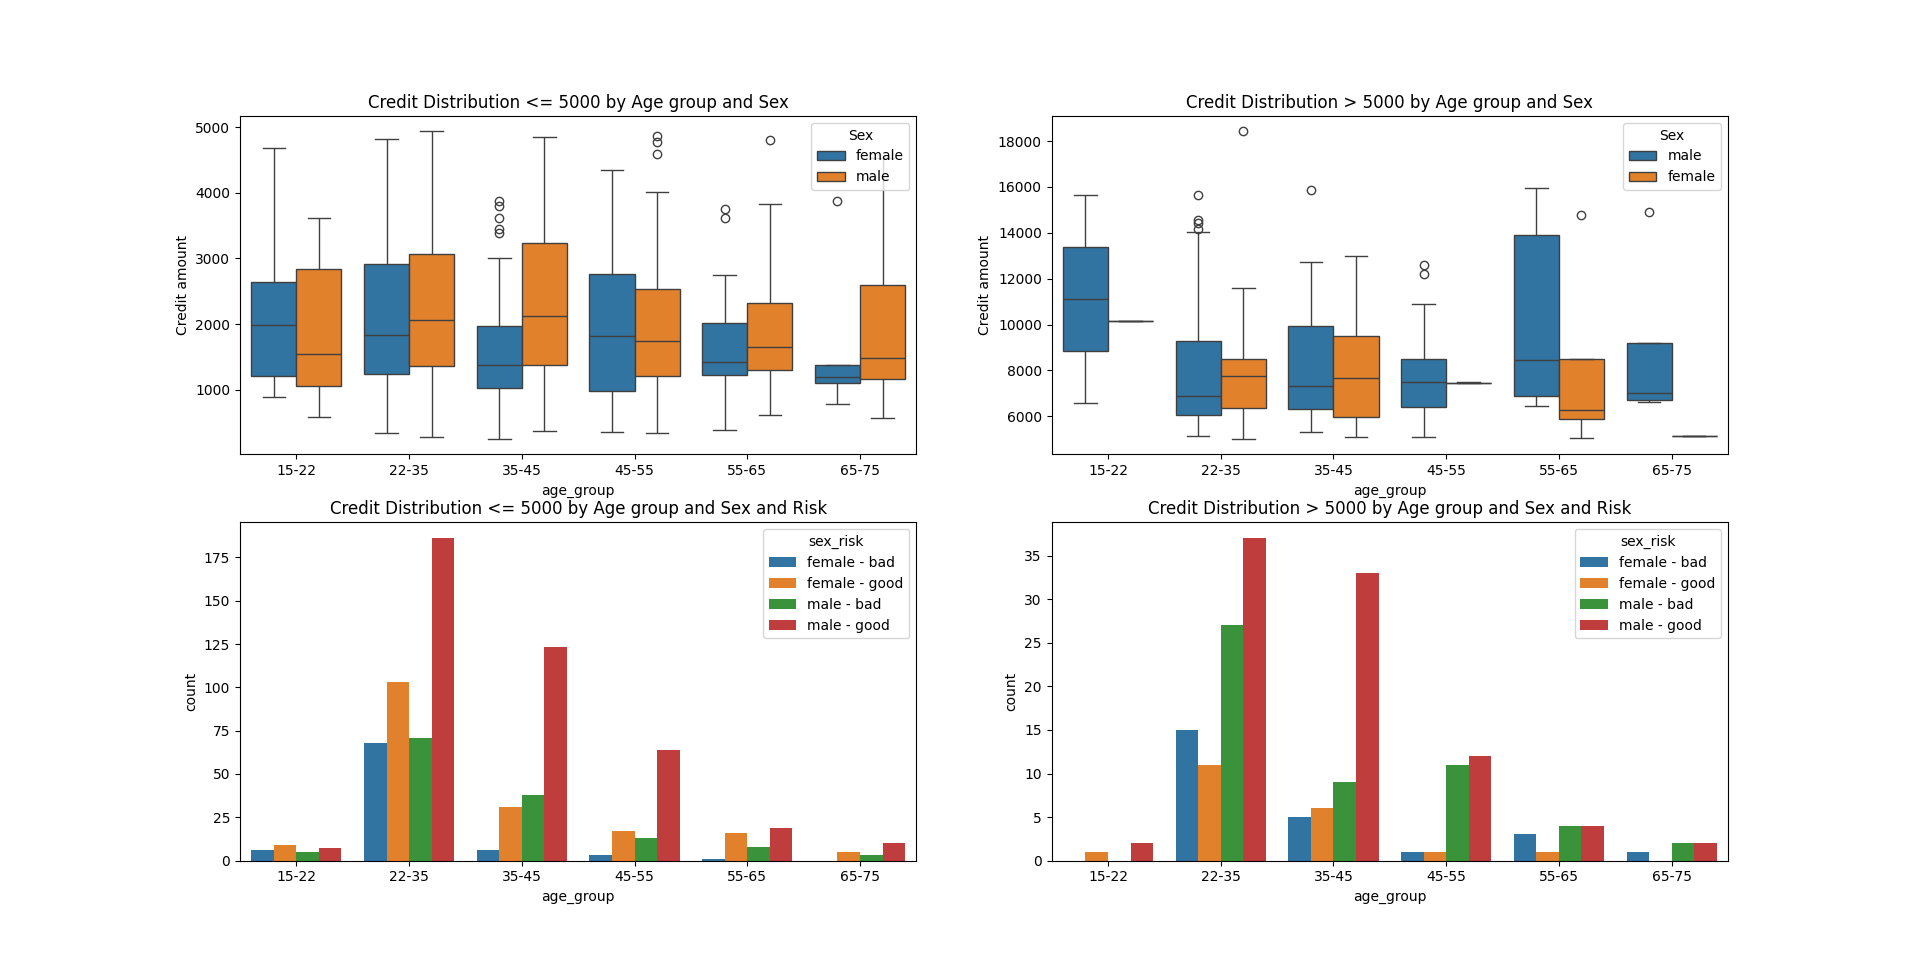 Credit Distribution <= 5000 by Age group and Sex
Credit amount
5000
4000
3000
2000
1000
Sex
female
male
15-22 22-35 35-45 45-55 55-65 65-75
age_group
Credit Distribution > 5000 by Age group and Sex
Credit amount
18000
16000
14000
12000
10000
8000
6000
Sex
male
female
15-22 22-35 35-45 45-55 55-65 65-75
age_group
Credit Distribution <= 5000 by Age group and Sex and Risk
count
175
150
125
100
75
50
25
0
sex_risk
female - bad
female - good
male - bad
male - good
15-22 22-35 35-45 45-55 55-65 65-75
age_group
Credit Distribution > 5000 by Age group and Sex and Risk
count
35
30
25
20
15
10
5
0
sex_risk
female - bad
female - good
male - bad
male - good
15-22 22-35 35-45 45-55 55-65 65-75
age_group